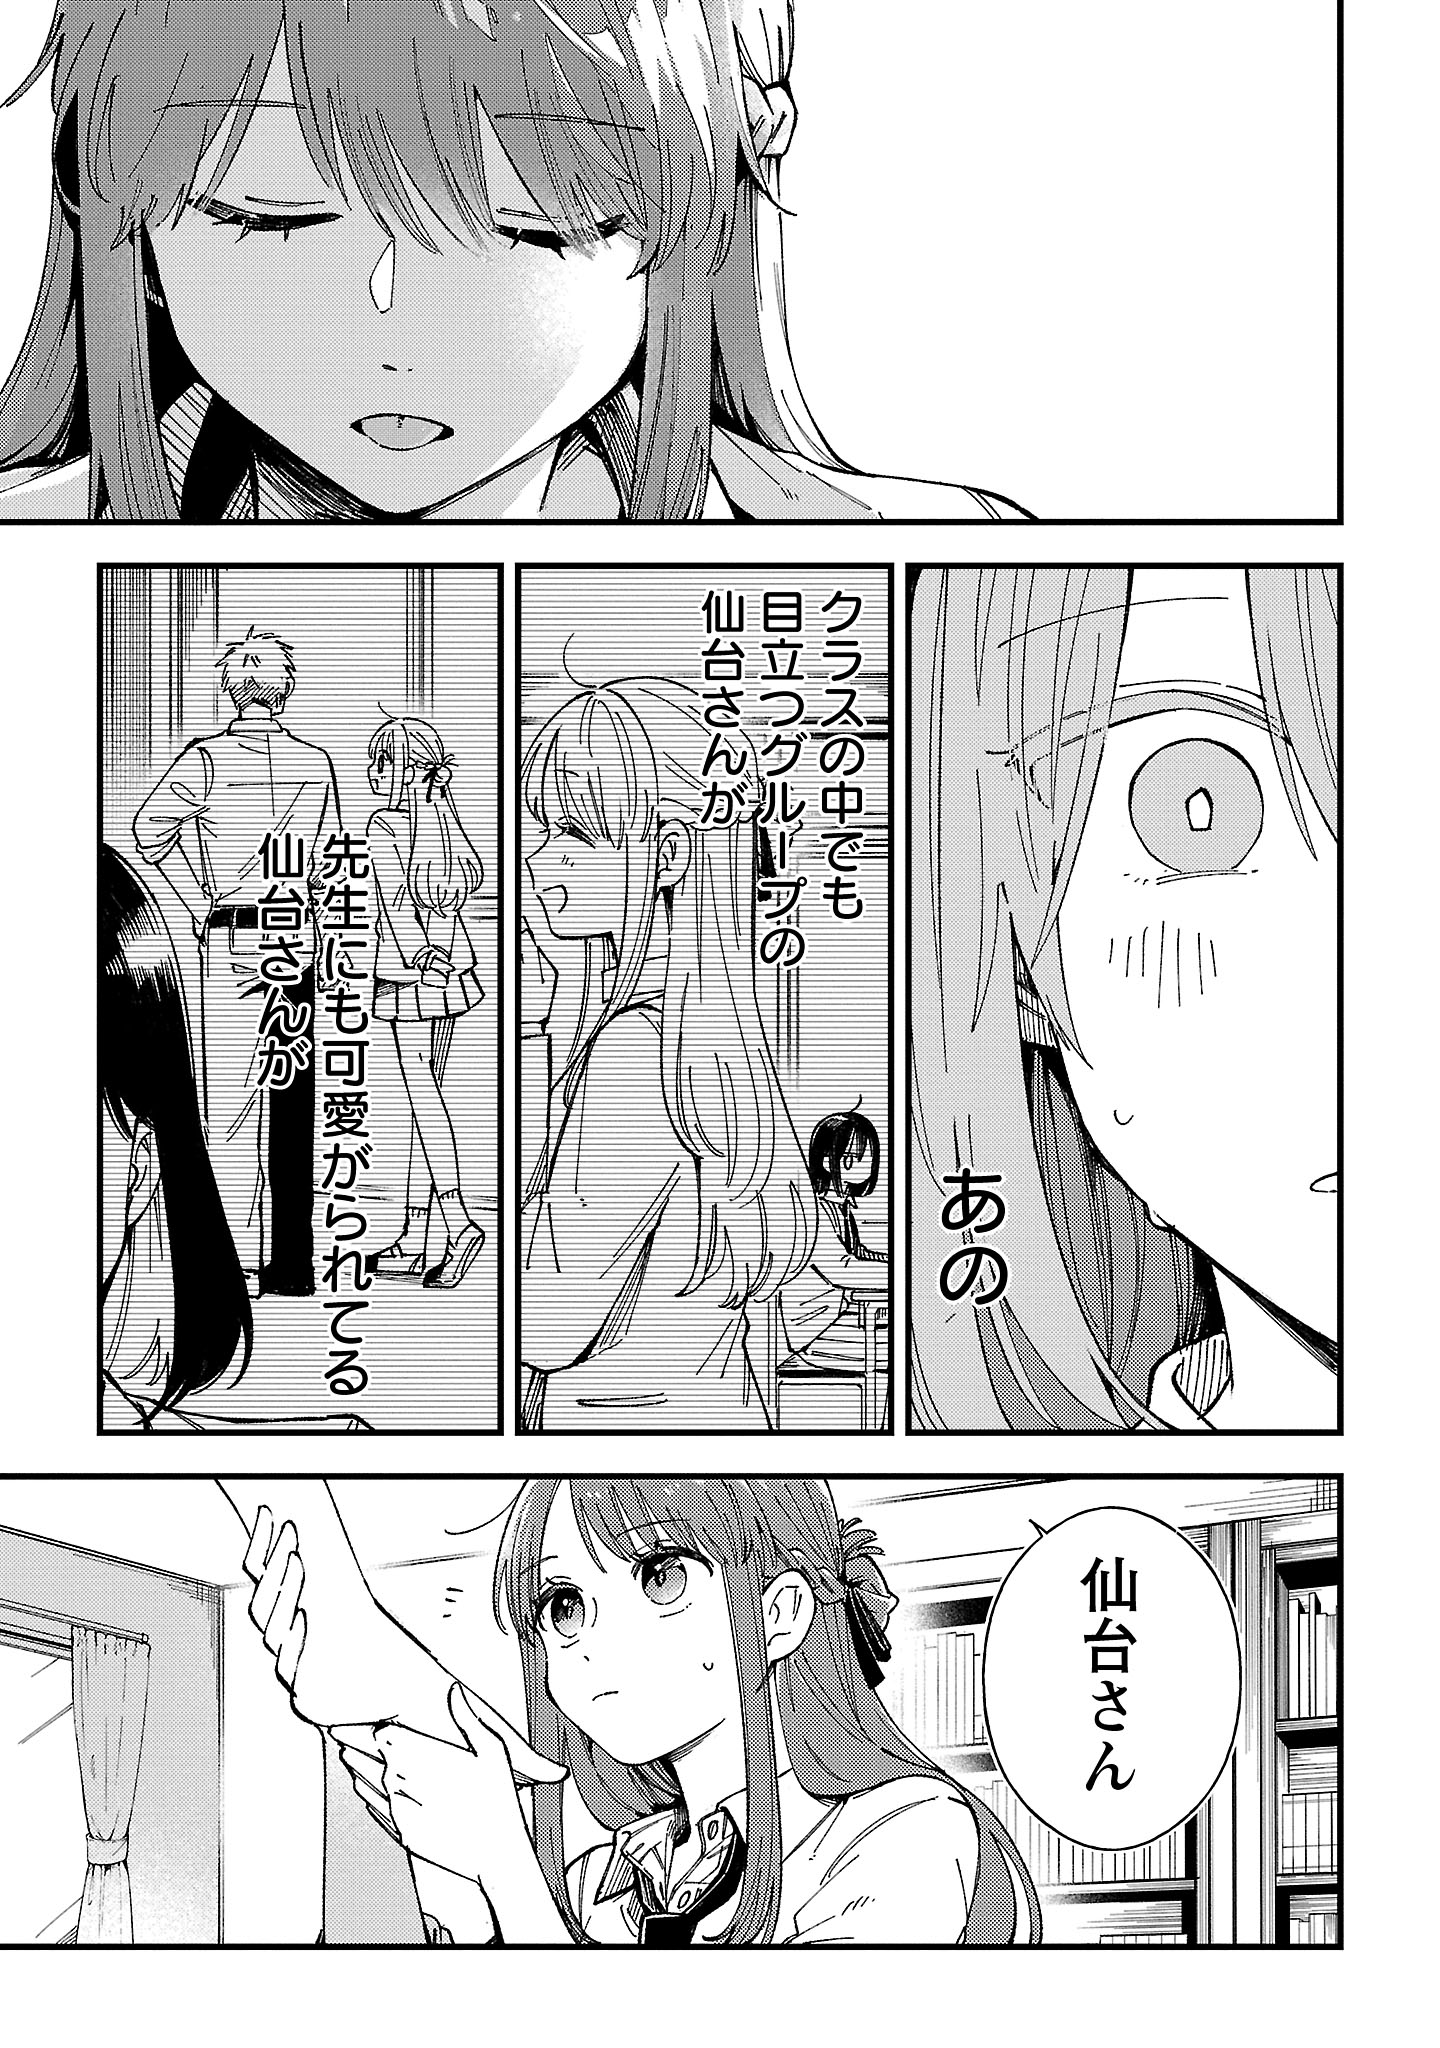 あの
クラスの中でも
目立つグループの
仙台さんが
先生にも可愛がられてる
仙台さんが
仙台さん